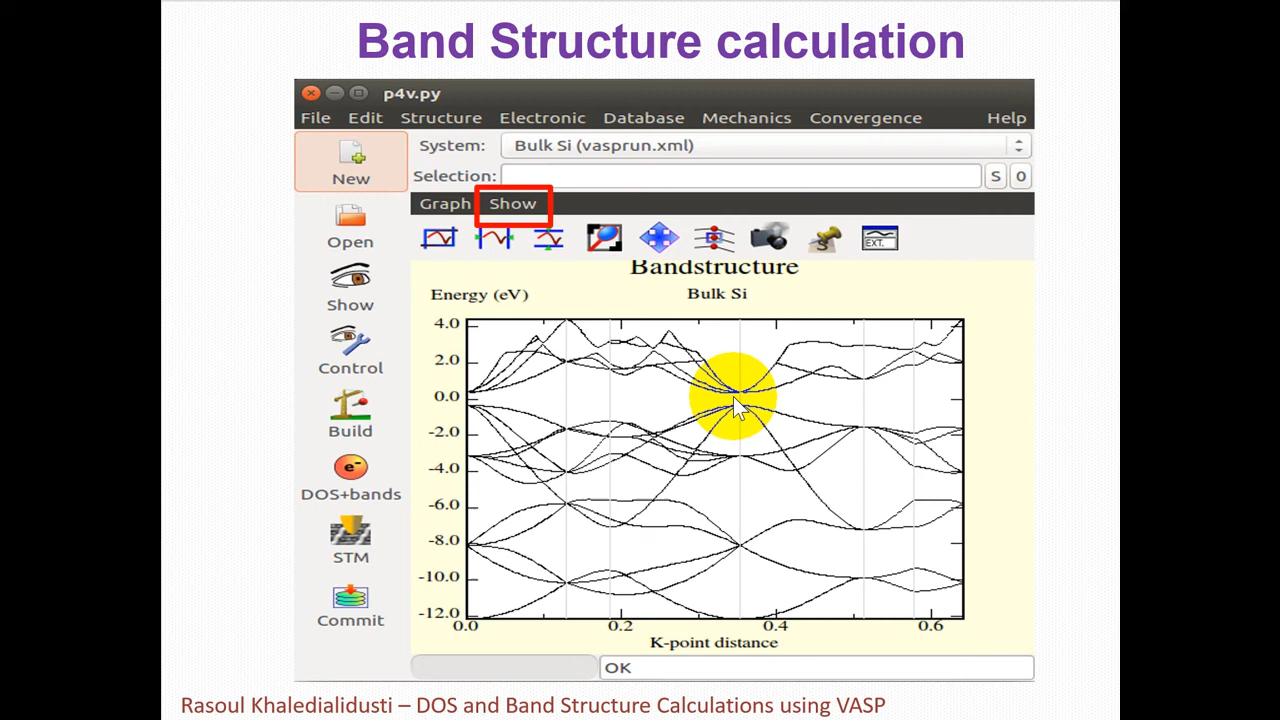 Band Structure calculation
p4v.py
File Edit Structure Electronic Database Mechanics Convergence Help
System: Bulk Si (vasprun.xml)
Selection: S 0
Graph Show
New
Open
Show
Control
Build
e-
DOS+bands
STM
Commit
EXT.
Bandstructure
Energy (eV) Bulk Si
4.0
2.0
0.0
-2.0
-4.0
-6.0
-8.0
-10.0
-12.0
0.0 0.2 0.4 0.6
K-point distance
OK
Rasoul Khaledialidusti – DOS and Band Structure Calculations using VASP